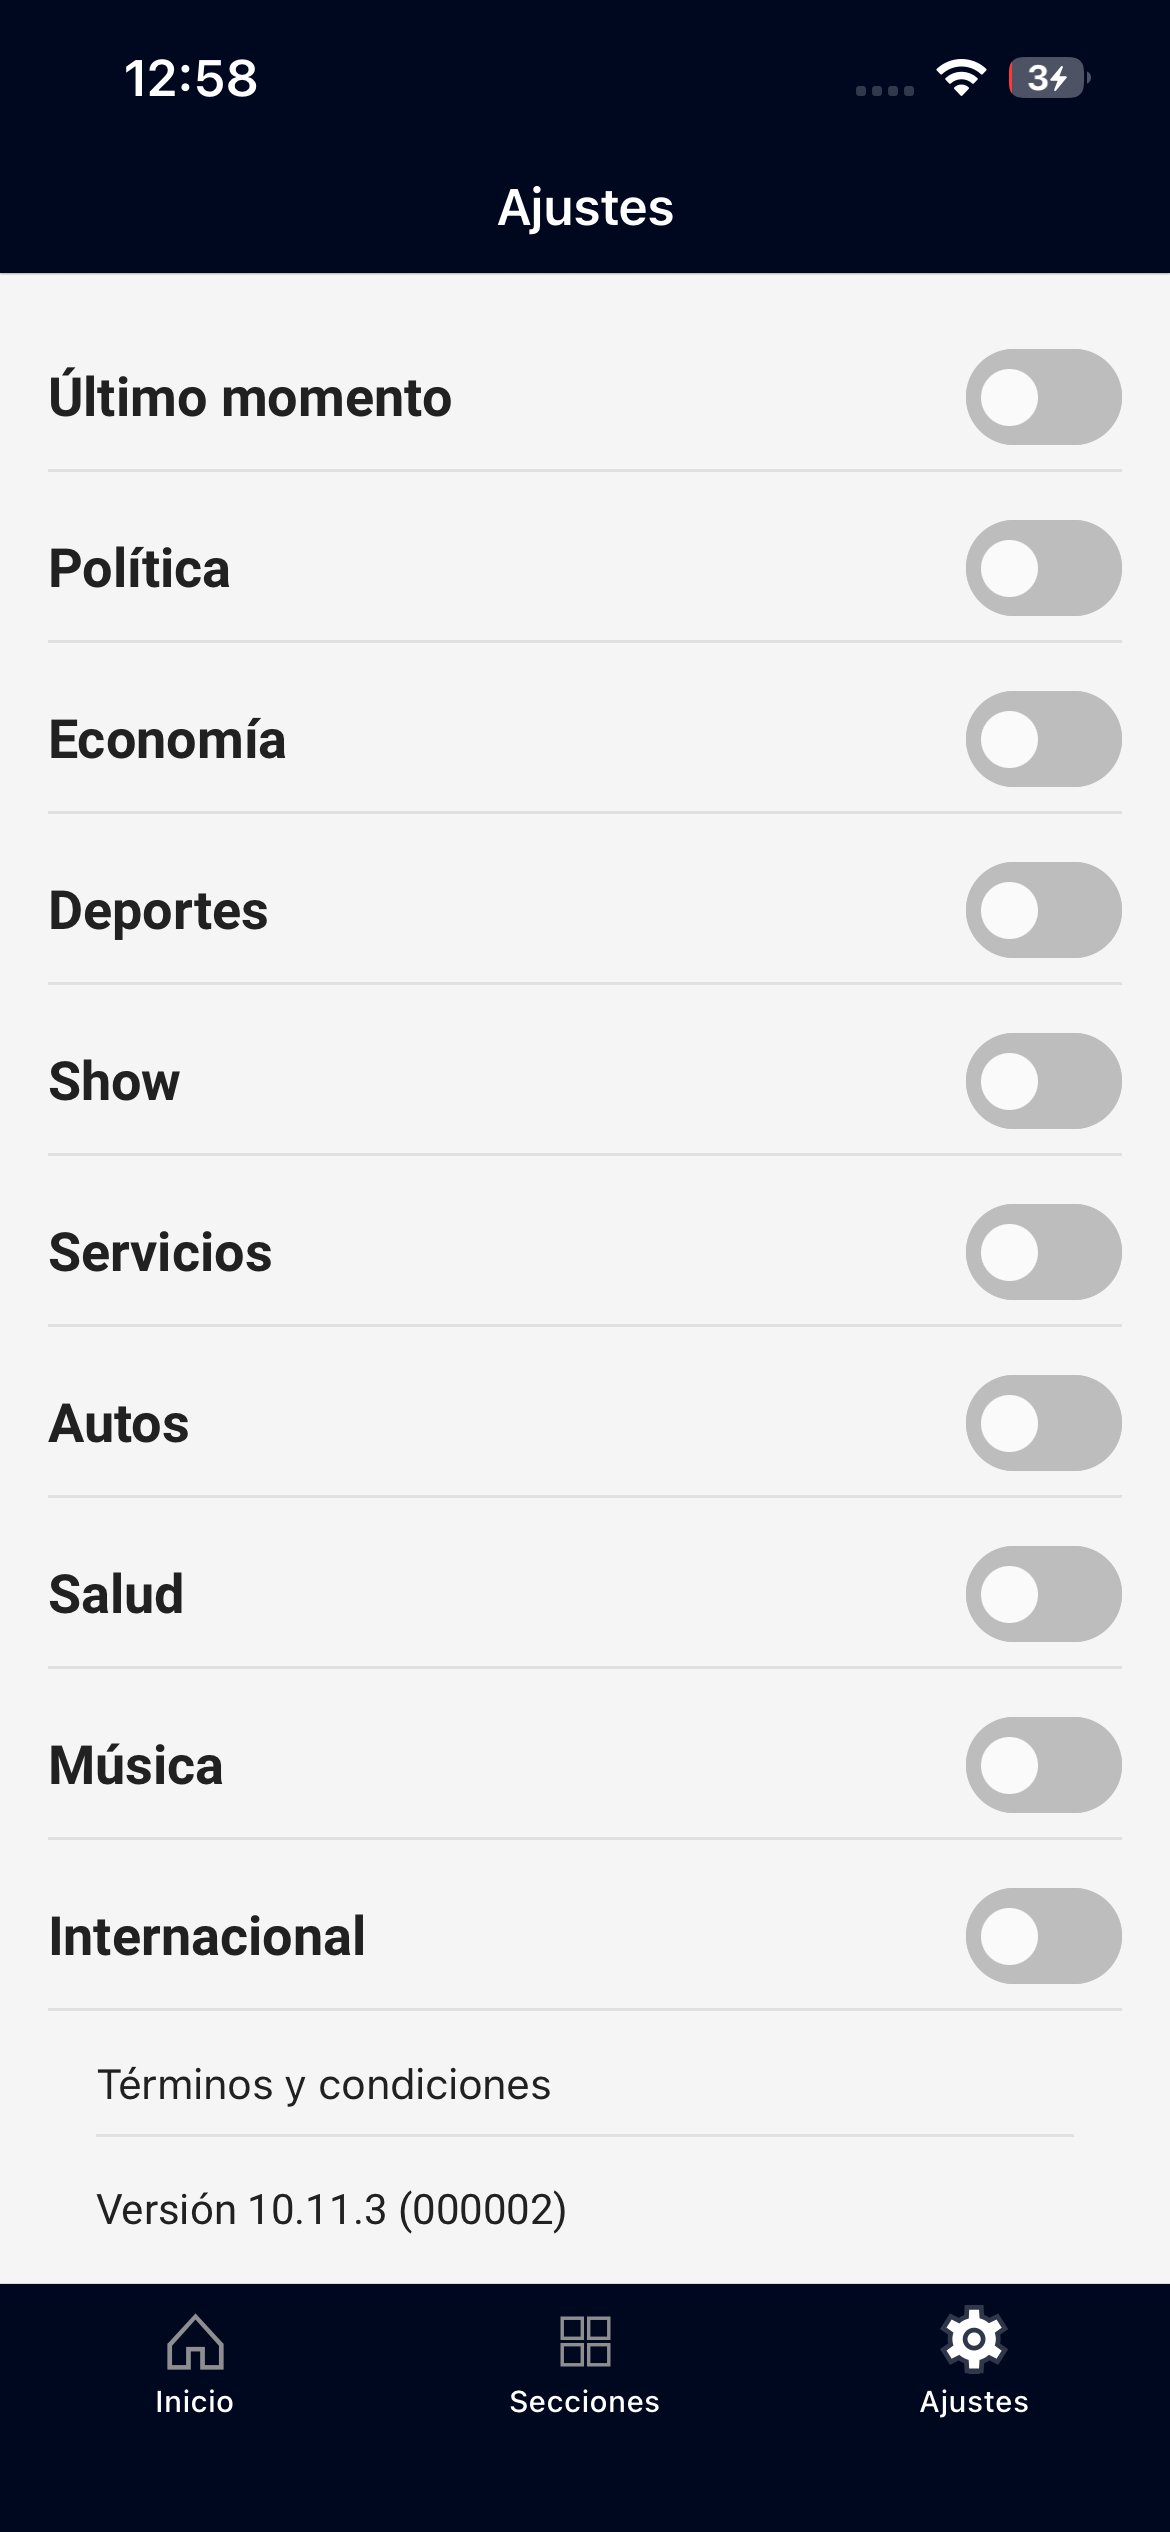 12:58
3
Ajustes
Último momento
Política
Economía
Deportes
Show
Servicios
Autos
Salud
Música
Internacional
Términos y condiciones
Versión 10.11.3 (000002)
Inicio
Secciones
Ajustes